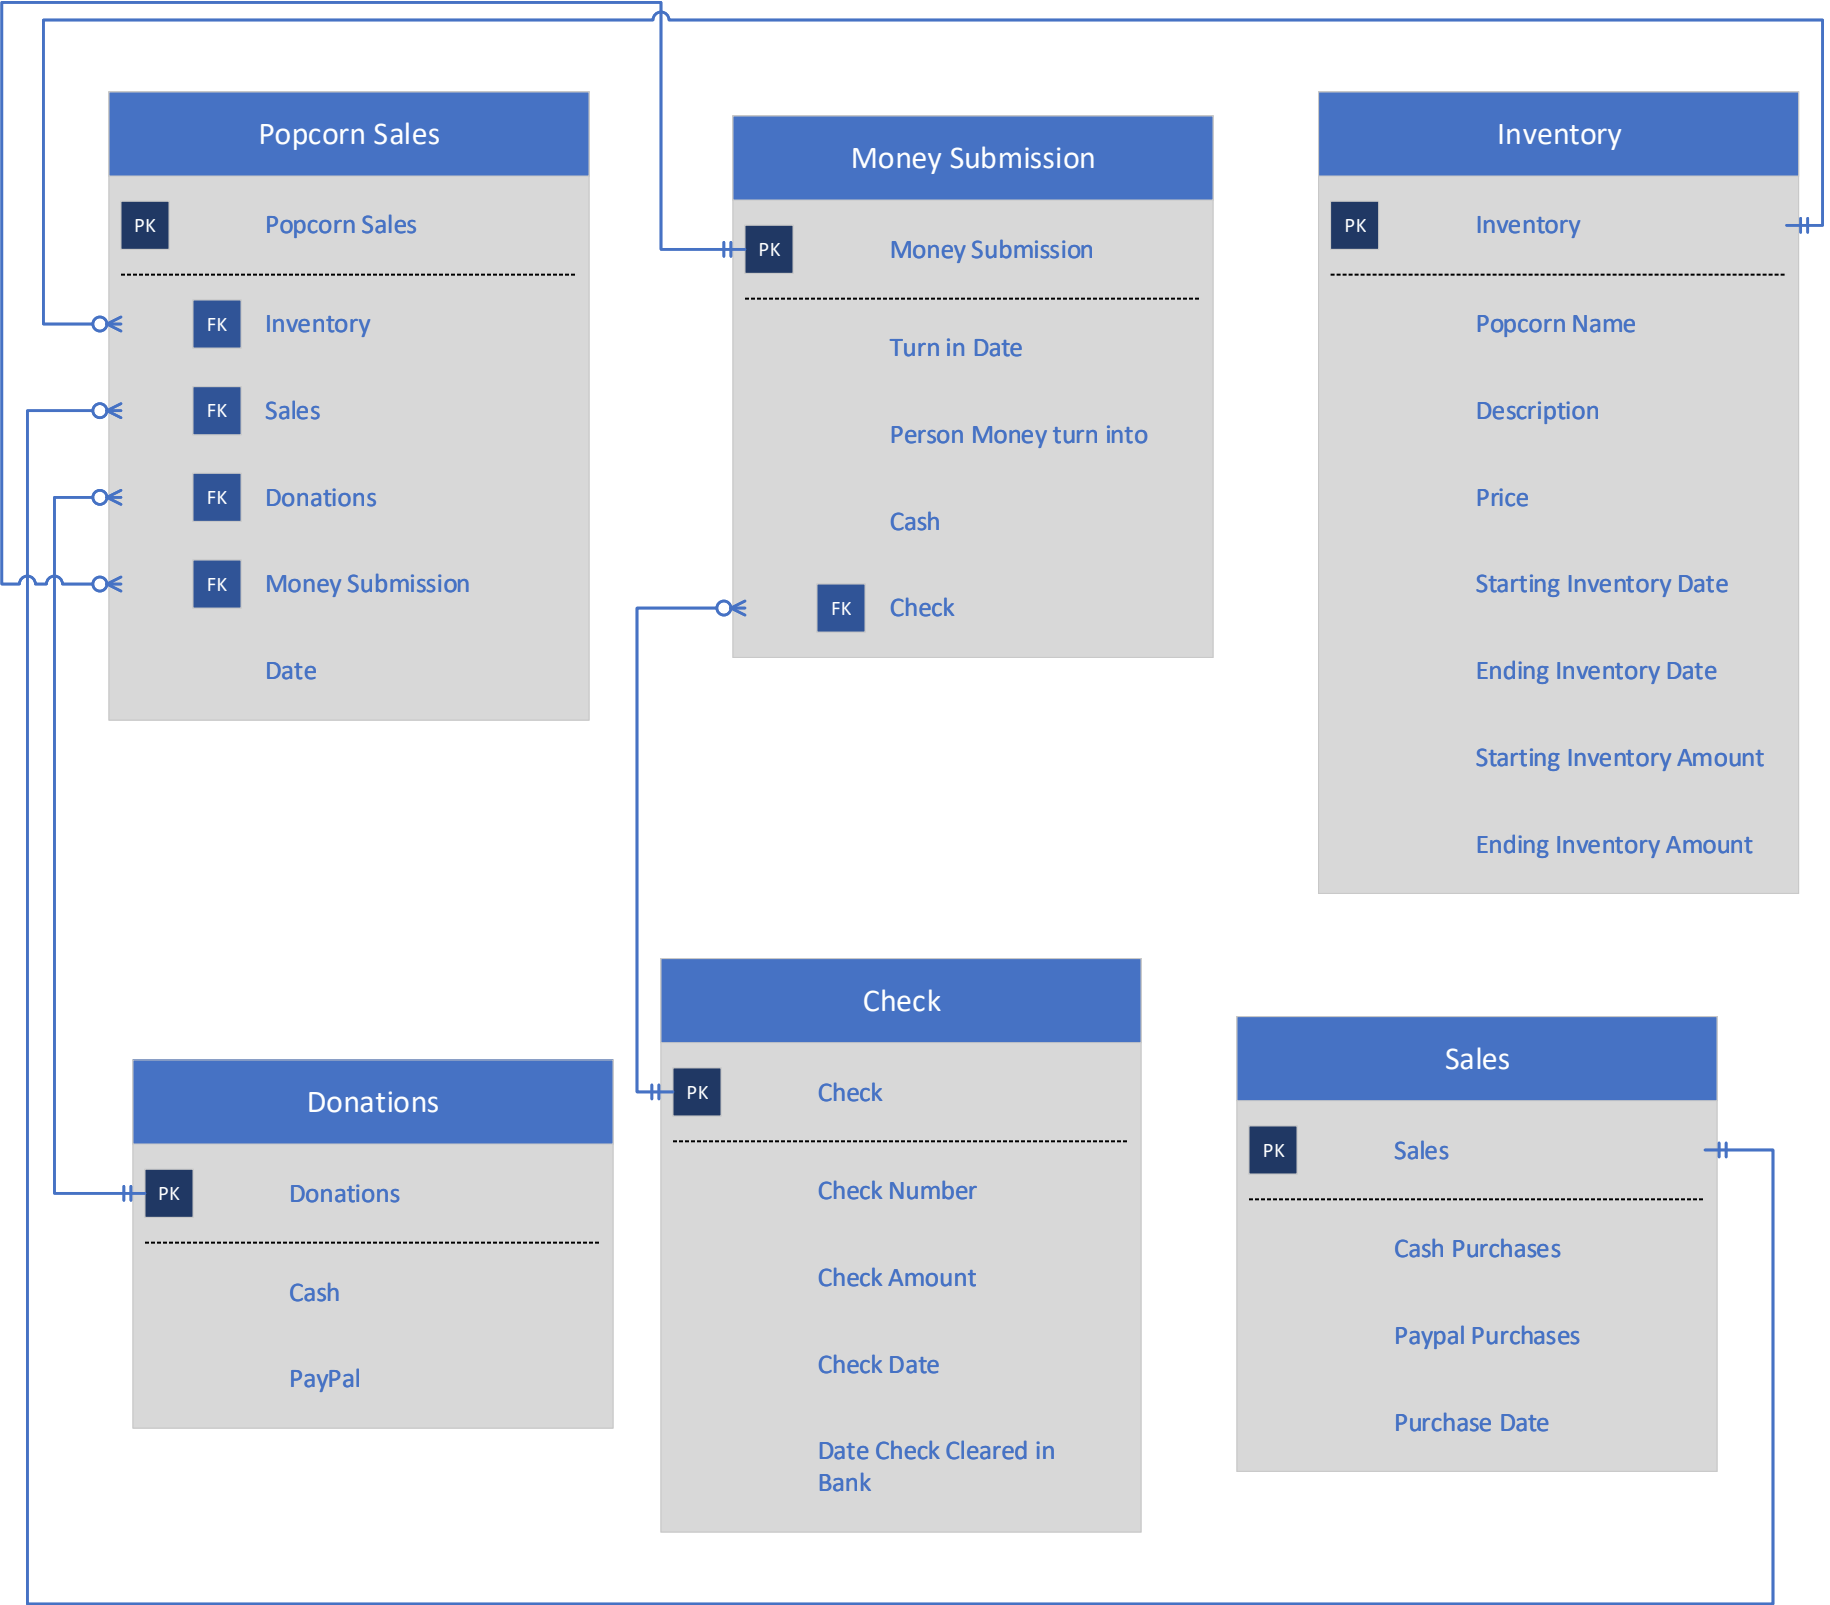 Popcorn Sales
PK Popcorn Sales
FK Inventory
FK Sales
FK Donations
FK Money Submission
Date
Money Submission
PK Money Submission
Turn in Date
Person Money turn into
Cash
FK Check
Inventory
PK Inventory
Popcorn Name
Description
Price
Starting Inventory Date
Ending Inventory Date
Starting Inventory Amount
Ending Inventory Amount
Donations
PK Donations
Cash
PayPal
Check
PK Check
Check Number
Check Amount
Check Date
Date Check Cleared in
Bank
Sales
PK Sales
Cash Purchases
Paypal Purchases
Purchase Date